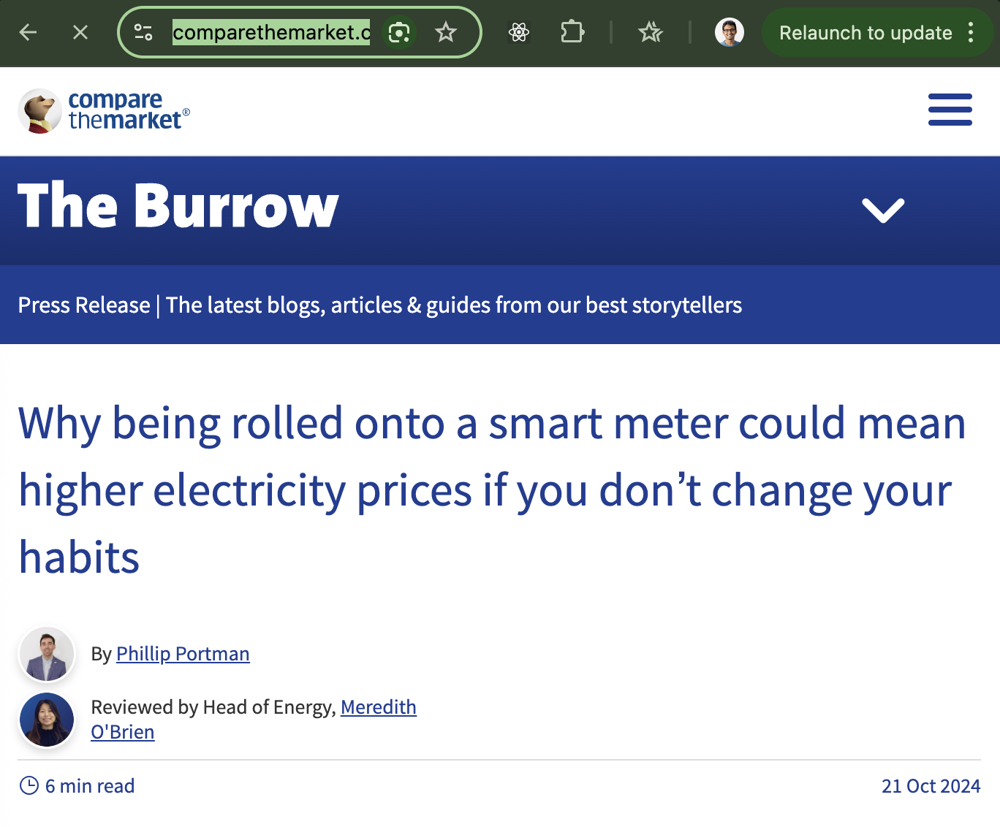 comparethemarket.c
Relaunch to update
compare
themarket®
The Burrow
Press Release | The latest blogs, articles & guides from our best storytellers
Why being rolled onto a smart meter could mean
higher electricity prices if you don’t change your
habits
By Phillip Portman
Reviewed by Head of Energy, Meredith
O'Brien
6 min read
21 Oct 2024